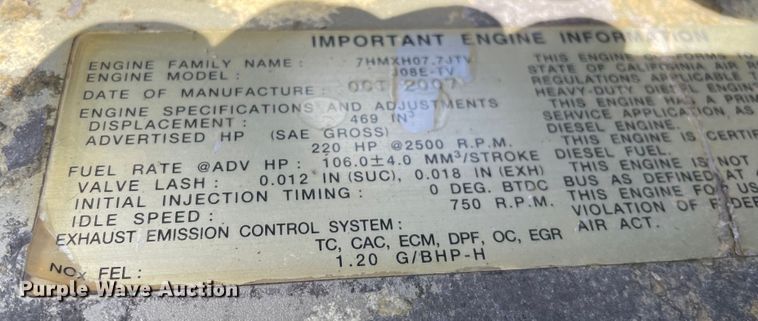 IMPORTANT ENGINE INFORMATION
ENGINE FAMILY NAME : 7HMXH07.7JTV
ENGINE MODEL : J08E-TV
DATE OF MANUFACTURE : OCT 2007
ENGINE SPECIFICATIONS AND ADJUSTMENTS
DISPLACEMENT : 469 IN³
ADVERTISED HP (SAE GROSS)
220 HP @2500 R.P.M.
FUEL RATE @ADV HP : 106.0±4.0 MM³/STROKE
VALVE LASH : 0.012 IN (SUC), 0.018 IN (EXH)
INITIAL INJECTION TIMING : 0 DEG. BTDC
IDLE SPEED : 750 R.P.M.
EXHAUST EMISSION CONTROL SYSTEM :
TC, CAC, ECM, DPF, OC, EGR
NOx FEL : 1.20 G/BHP-H
THIS ENGINE CONFORMS TO
STATE OF CALIFORNIA
REGULATIONS APPLICABLE T
HEAVY-DUTY DIESEL ENGIN
THIS ENGINE HAS A PRIM
SERVICE APPLICATION AS
DIESEL ENGINE.
THIS ENGINE IS CERTIF
DIESEL FUEL.
THIS ENGINE IS NOT
BUS AS DEFINED AT
THIS ENGINE FOR US
VIOLATION OF
AIR ACT.
Purple Wave Auction